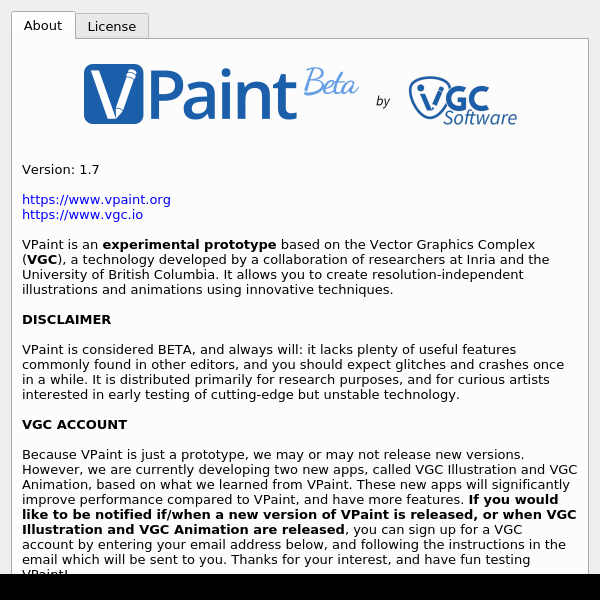 About
License
VPaint Beta by VGC Software
Version: 1.7
https://www.vpaint.org
https://www.vgc.io
VPaint is an experimental prototype based on the Vector Graphics Complex
(VGC), a technology developed by a collaboration of researchers at Inria and the
University of British Columbia. It allows you to create resolution-independent
illustrations and animations using innovative techniques.
DISCLAIMER
VPaint is considered BETA, and always will: it lacks plenty of useful features
commonly found in other editors, and you should expect glitches and crashes once
in a while. It is distributed primarily for research purposes, and for curious artists
interested in early testing of cutting-edge but unstable technology.
VGC ACCOUNT
Because VPaint is just a prototype, we may or may not release new versions.
However, we are currently developing two new apps, called VGC Illustration and VGC
Animation, based on what we learned from VPaint. These new apps will significantly
improve performance compared to VPaint, and have more features. If you would
like to be notified if/when a new version of VPaint is released, or when VGC
Illustration and VGC Animation are released, you can sign up for a VGC
account by entering your email address below, and following the instructions in the
email which will be sent to you. Thanks for your interest, and have fun testing
VPaint!